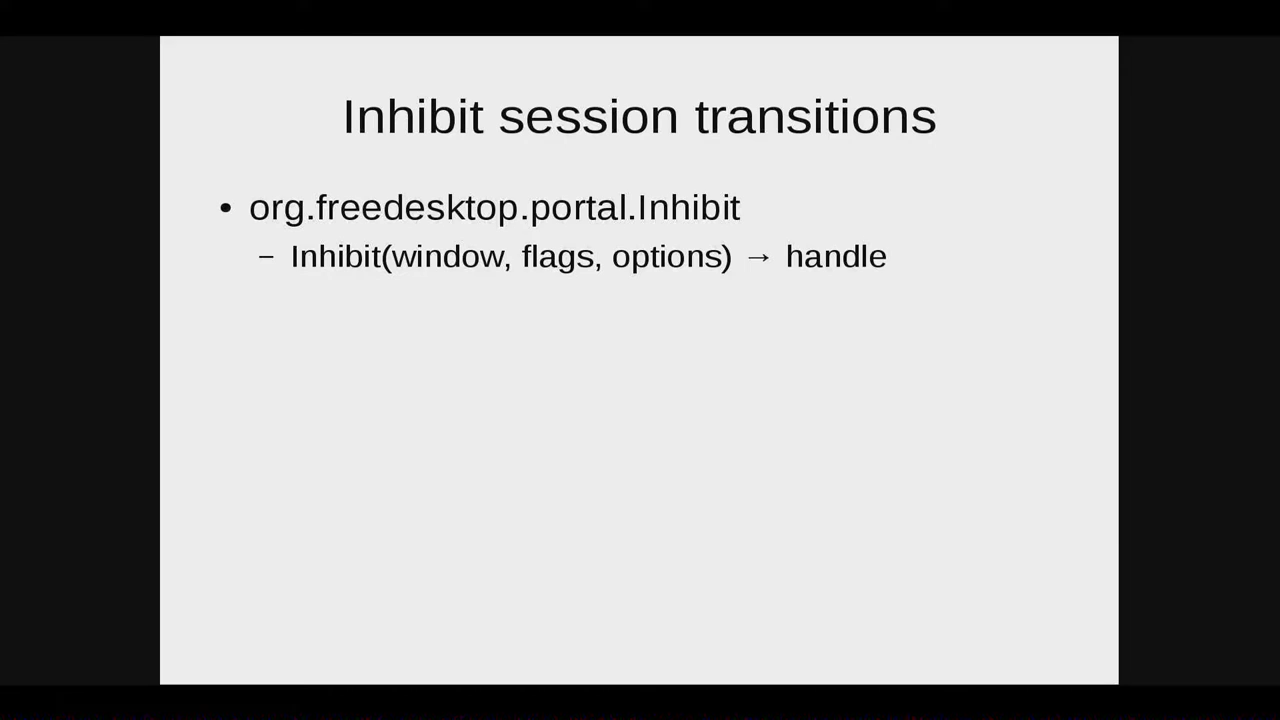 Inhibit session transitions
• org.freedesktop.portal.Inhibit
– Inhibit(window, flags, options) → handle